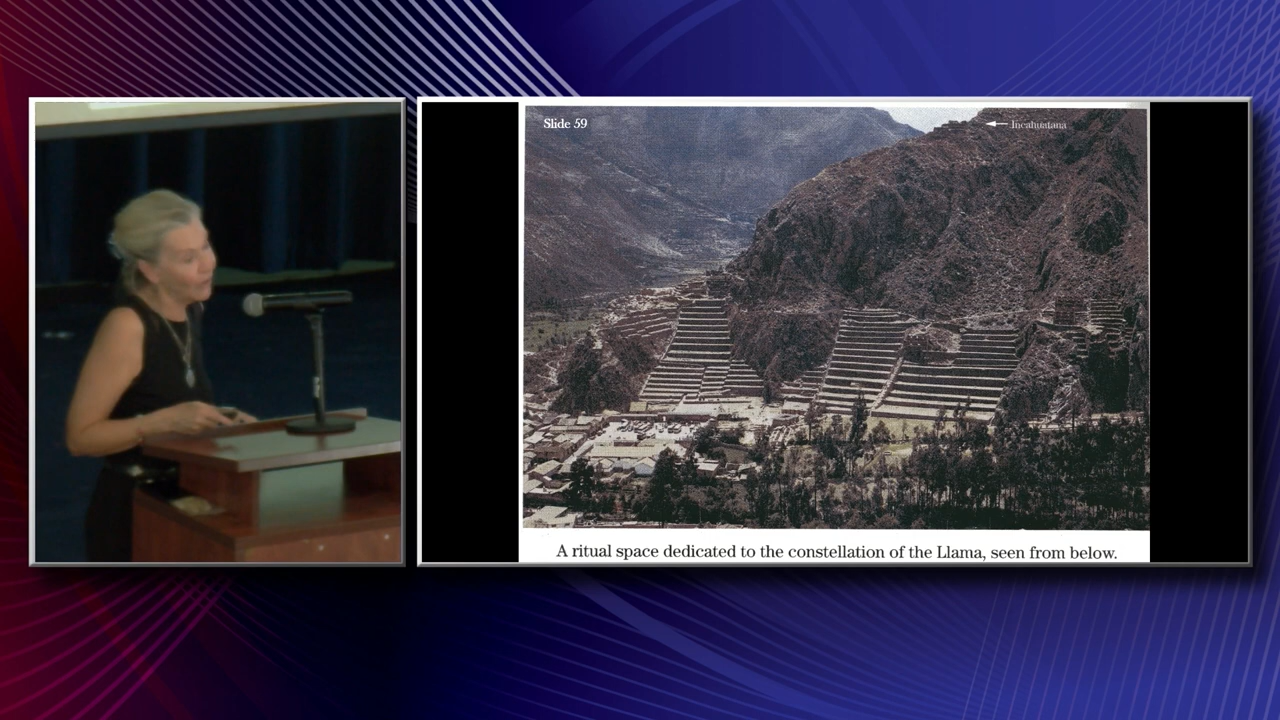 Slide 59
Incahuatana
A ritual space dedicated to the constellation of the Llama, seen from below.